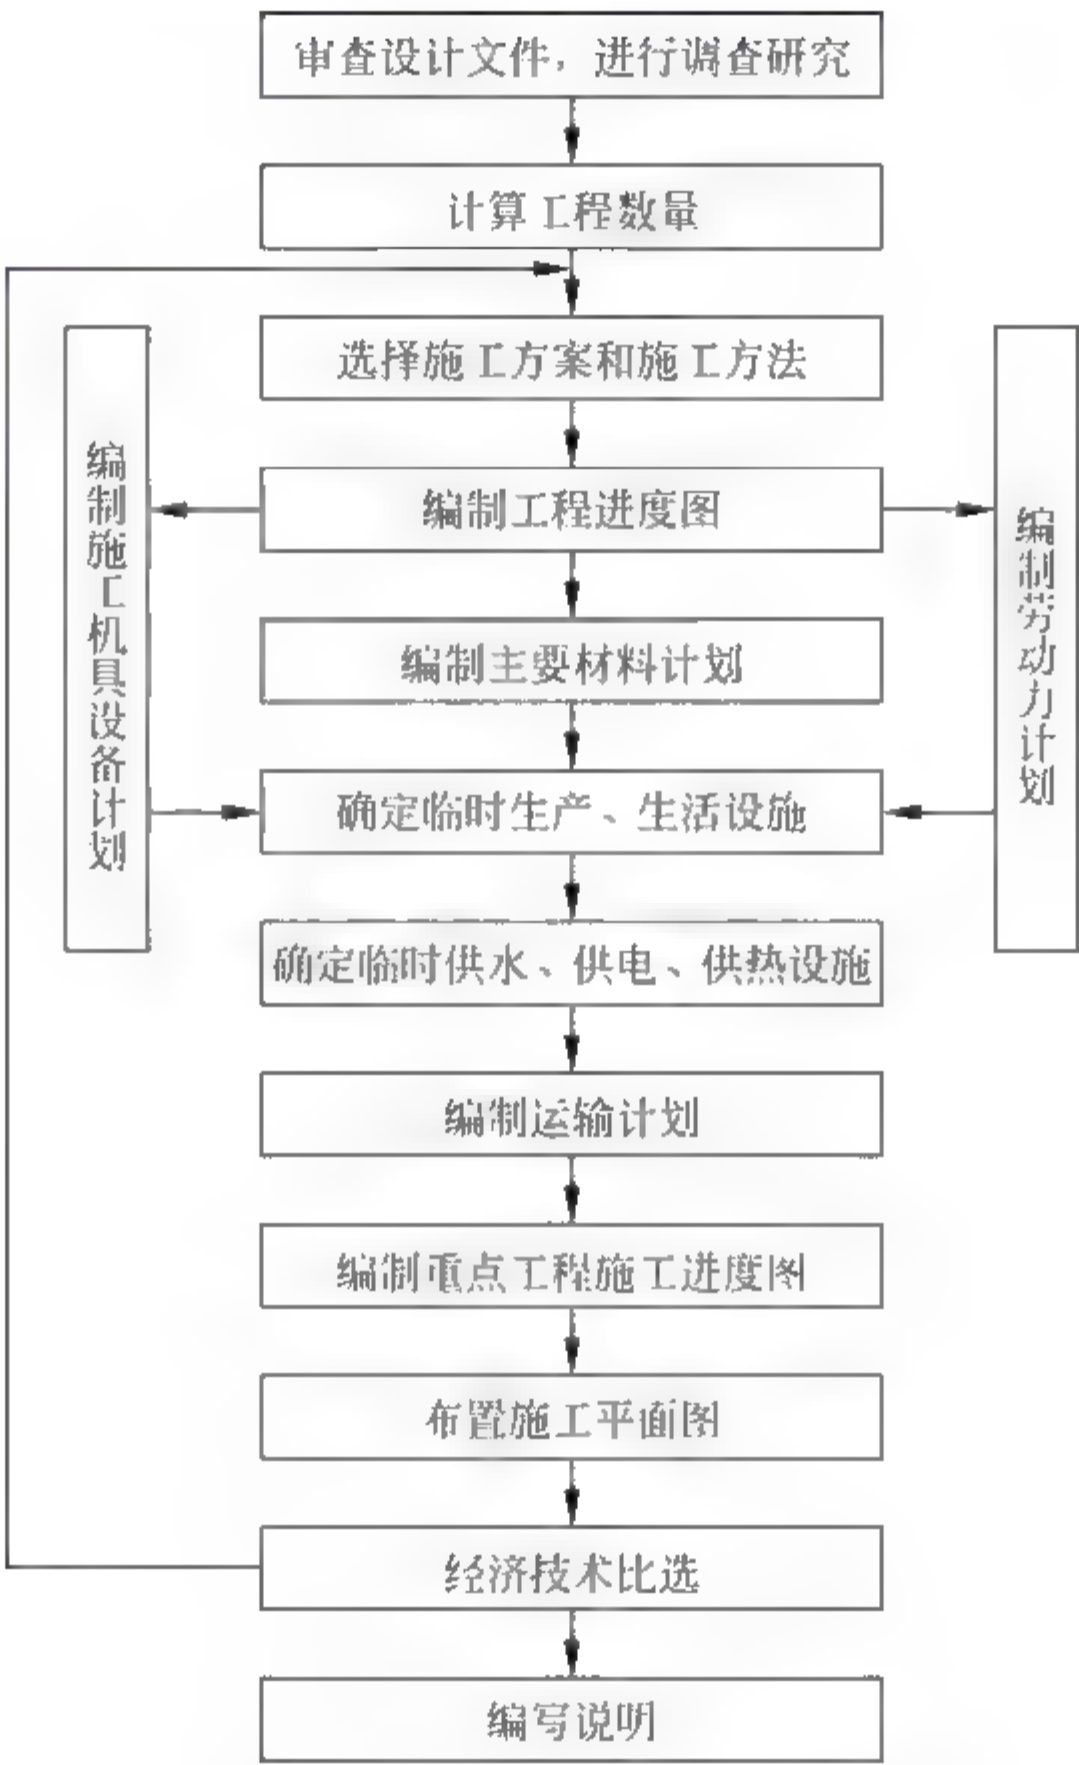 审查设计文件，进行调查研究
计算工程数量
选择施工方案和施工方法
编制工程进度图
编制施工机具设备计划
编制劳动力计划
编制主要材料计划
确定临时生产、生活设施
确定临时供水、供电、供热设施
编制运输计划
编制重点工程施工进度图
布置施工平面图
经济技术比选
编写说明